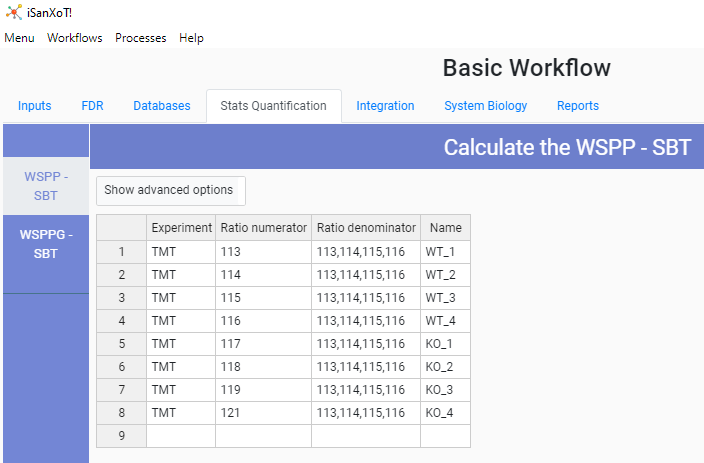 iSanXoT!
Menu Workflows Processes Help
Basic Workflow
Inputs FDR Databases Stats Quantification Integration System Biology Reports
Calculate the WSPP - SBT
WSPP - SBT
WSPPG - SBT
Show advanced options
Experiment Ratio numerator Ratio denominator Name
1 TMT 113 113,114,115,116 WT_1
2 TMT 114 113,114,115,116 WT_2
3 TMT 115 113,114,115,116 WT_3
4 TMT 116 113,114,115,116 WT_4
5 TMT 117 113,114,115,116 KO_1
6 TMT 118 113,114,115,116 KO_2
7 TMT 119 113,114,115,116 KO_3
8 TMT 121 113,114,115,116 KO_4
9